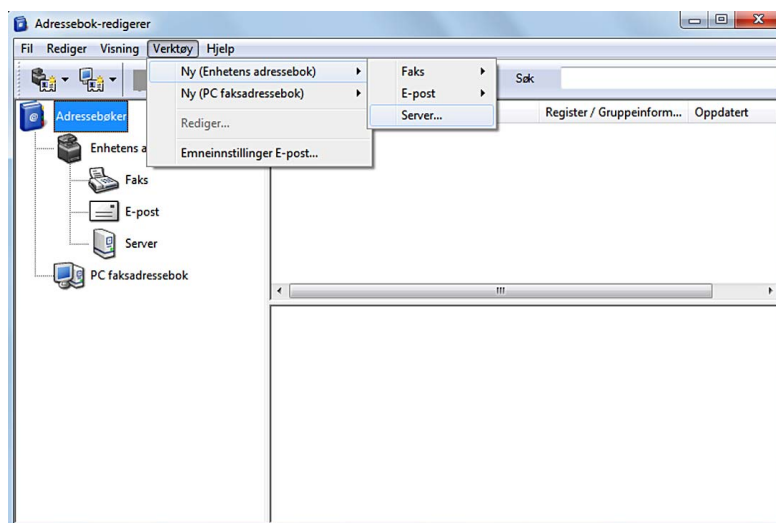 Adressebok-redigerer
Fil Rediger Visning Verktøy Hjelp
Ny (Enhetens adressebok)
Ny (PC faksadressebok)
Rediger...
Emneinnstillinger E-post...
Faks
E-post
Server...
Søk
Register / Gruppeinform... Oppdatert
Adressebøker
Enhetens a
Faks
E-post
Server
PC faksadressebok